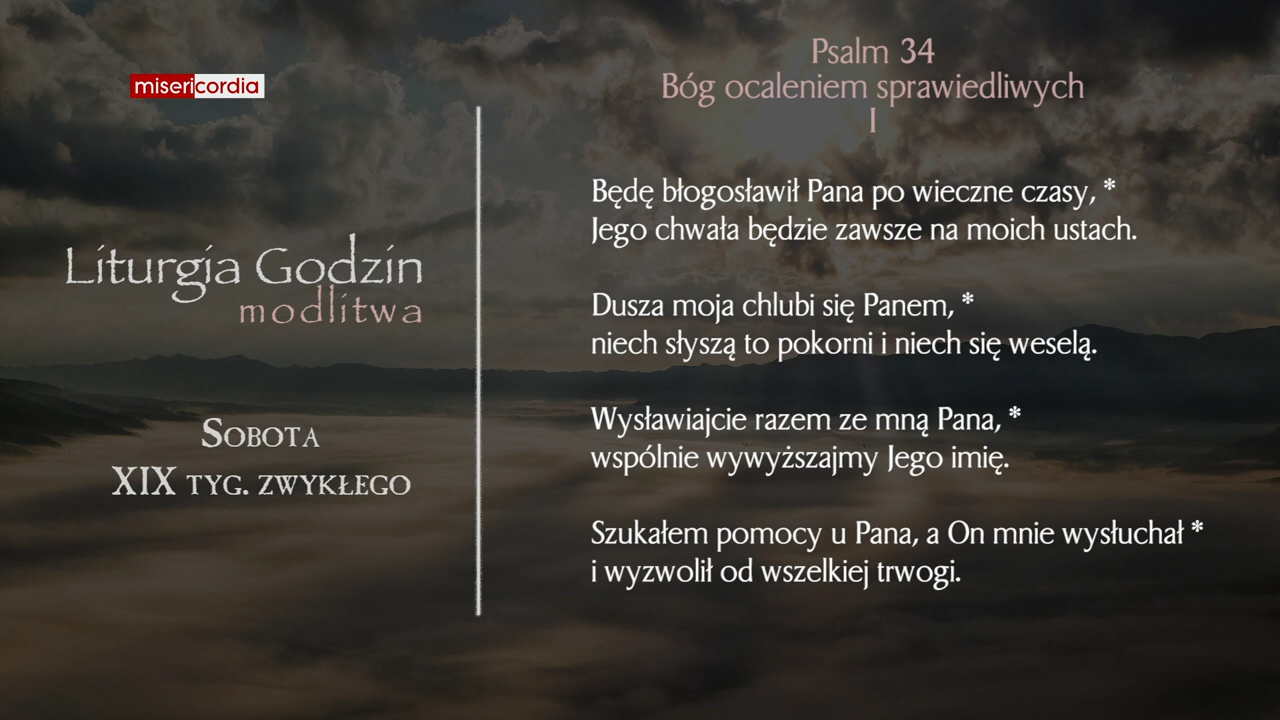 misericordia
Liturgia Godzin
modlitwa
Sobota
XIX tyg. zwykłego
Psalm 34
Bóg ocaleniem sprawiedliwych
I
Będę błogosławił Pana po wieczne czasy, *
Jego chwała będzie zawsze na moich ustach.
Dusza moja chlubi się Panem, *
niech słyszą to pokorni i niech się weselą.
Wysławiajcie razem ze mną Pana, *
wspólnie wywyższajmy Jego imię.
Szukałem pomocy u Pana, a On mnie wysłuchał *
i wyzwolił od wszelkiej trwogi.